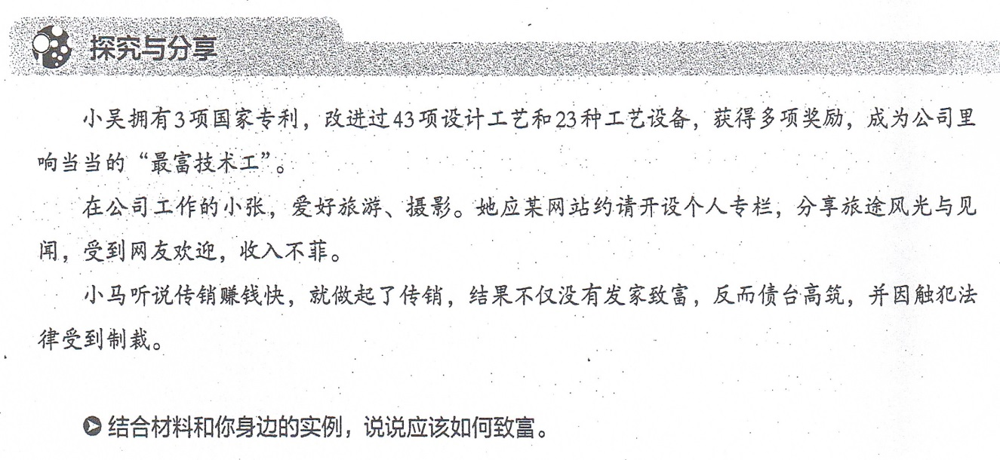 探究与分享
小吴拥有3项国家专利，改进过43项设计工艺和23种工艺设备，获得多项奖励，成为公司里
响当当的“最富技术工”。
在公司工作的小张，爱好旅游、摄影。她应某网站约请开设个人专栏，分享旅途风光与见
闻，受到网友欢迎，收入不菲。
小马听说传销赚钱快，就做起了传销，结果不仅没有发家致富，反而债台高筑，并因触犯法
律受到制裁。
结合材料和你身边的实例，说说应该如何致富。